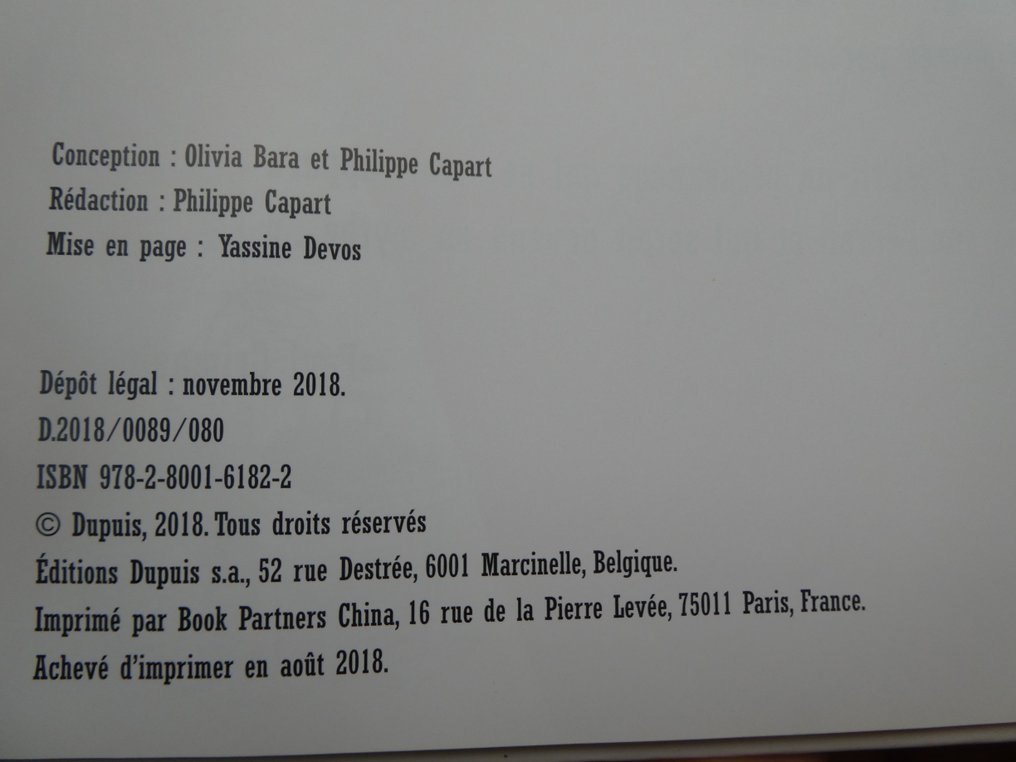 Conception : Olivia Bara et Philippe Capart
Rédaction : Philippe Capart
Mise en page : Yassine Devos
Dépôt légal : novembre 2018.
D.2018/0089/080
ISBN 978-2-8001-6182-2
© Dupuis, 2018. Tous droits réservés
Éditions Dupuis s.a., 52 rue Destrée, 6001 Marcinelle, Belgique.
Imprimé par Book Partners China, 16 rue de la Pierre Levée, 75011 Paris, France.
Achevé d'imprimer en août 2018.